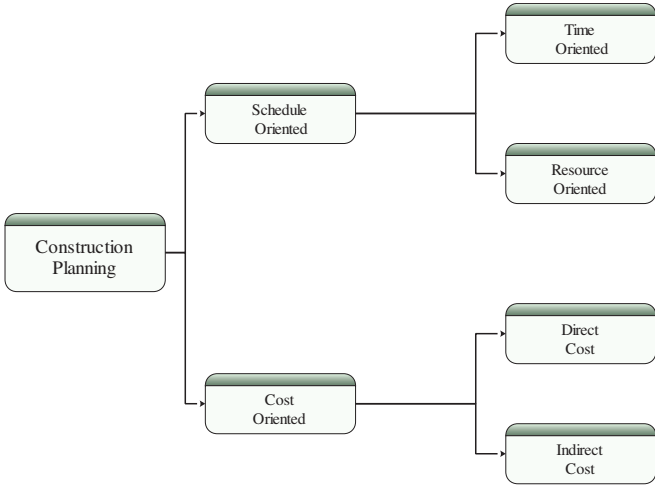 Time
Oriented
Schedule
Oriented
Resource
Oriented
Construction
Planning
Direct
Cost
Cost
Oriented
Indirect
Cost